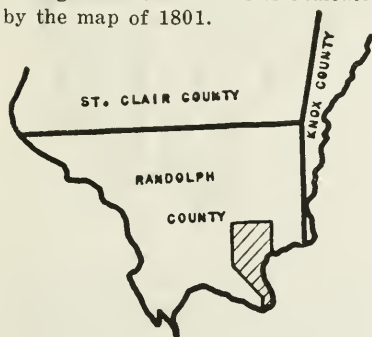 by the map of 1801.
ST. CLAIR COUNTY
KNOX COUNTY
RANDOLPH
COUNTY